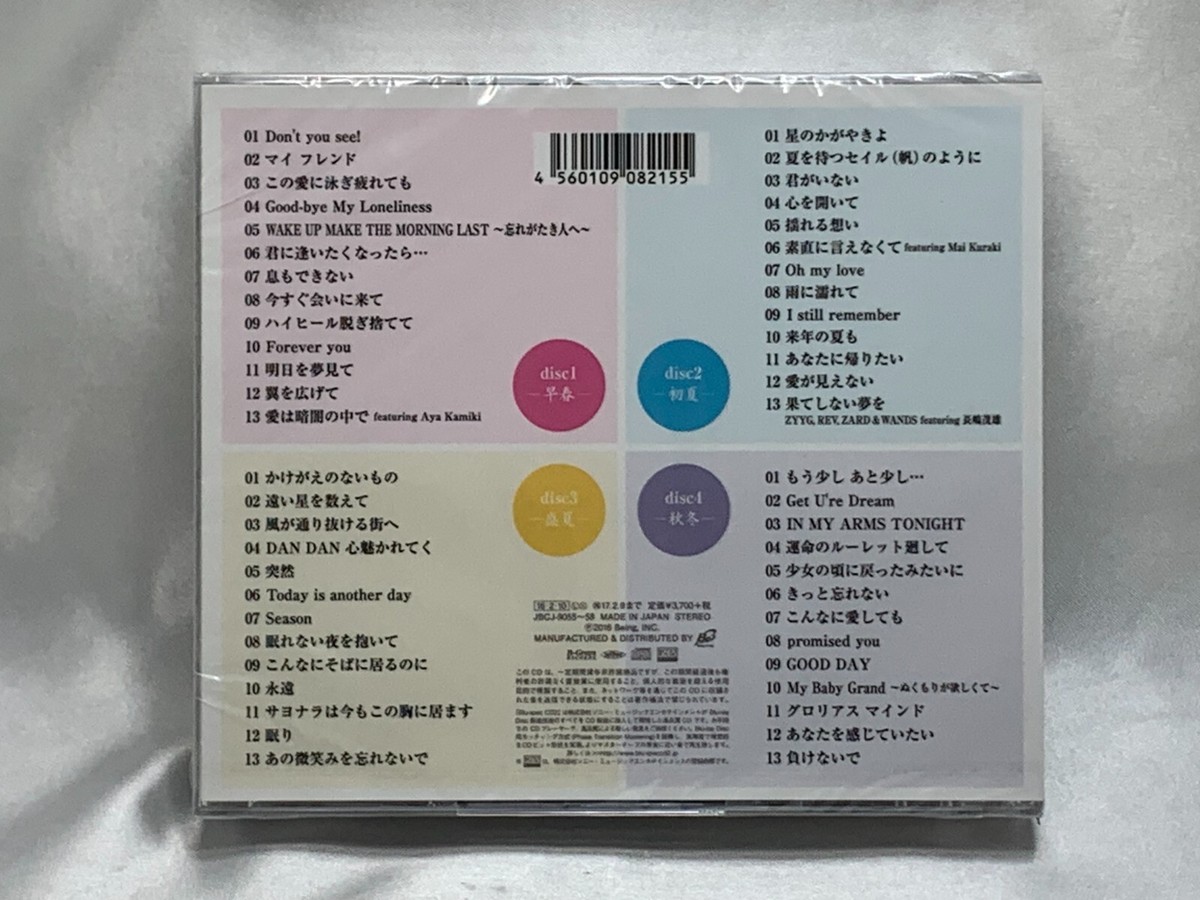 01 Don't you see!
02 マイ フレンド
03 この愛に泳ぎ疲れても
04 Good-bye My Loneliness
05 WAKE UP MAKE THE MORNING LAST ～忘れがたき人へ～
06 君に逢いたくなったら…
07 息もできない
08 今すぐ会いに来て
09 ハイヒール脱ぎ捨てて
10 Forever you
11 明日を夢見て
12 翼を広げて
13 愛は暗闇の中で featuring Aya Kamiki
disc1
早春
4 560109 082155
01 星のかがやきよ
02 夏を待つセイル(帆)のように
03 君がいない
04 心を開いて
05 揺れる想い
06 素直に言えなくて featuring Mai Kuraki
07 Oh my love
08 雨に濡れて
09 I still remember
10 来年の夏も
11 あなたに帰りたい
12 愛が見えない
13 果てしない夢を
ZYYG, REV, ZARD & WANDS featuring 長嶋茂雄
disc2
初夏
01 かけがえのないもの
02 遠い星を数えて
03 風が通り抜ける街へ
04 DAN DAN 心魅かれてく
05 突然
06 Today is another day
07 Season
08 眠れない夜を抱いて
09 こんなにそばに居るのに
10 永遠
11 サヨナラは今もこの胸に居ます
12 眠り
13 あの微笑みを忘れないで
disc3
盛夏
disc4
秋冬
01 もう少し あと少し…
02 Get U're Dream
03 IN MY ARMS TONIGHT
04 運命のルーレット廻して
05 少女の頃に戻ったみたいに
06 きっと忘れない
07 こんなに愛しても
08 promised you
09 GOOD DAY
10 My Baby Grand ～ぬくもりが欲しくて～
11 グロリアス マインド
12 あなたを感じていたい
13 負けないで
16.2.10 まで 定価¥3,700+税
JBCJ-9055～58 MADE IN JAPAN STEREO
Ⓟ2016 Being, INC.
MANUFACTURED & DISTRIBUTED BY